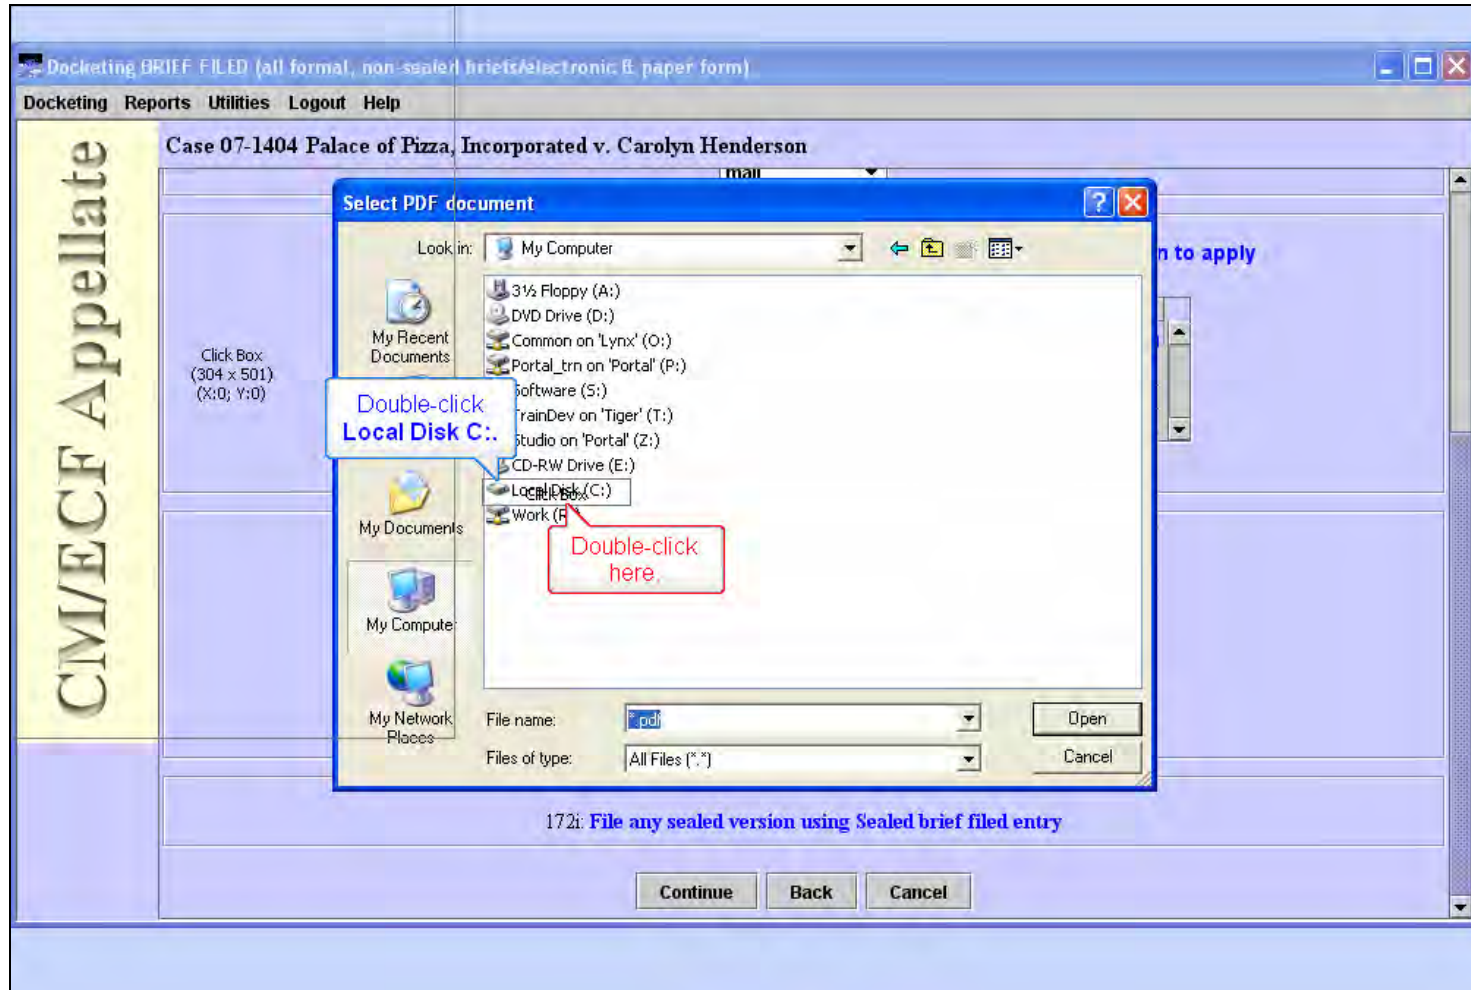 Docketing BRIEF FILED (all formal, non-sealed briefs/electronic & paper form)
Docketing Reports Utilities Logout Help
CM/ECF Appellate
Case 07-1404 Palace of Pizza, Incorporated v. Carolyn Henderson
mail
Select PDF document
Look in: My Computer
n to apply
3½ Floppy (A:)
DVD Drive (D:)
Common on 'Lynx' (O:)
Portal_trn on 'Portal' (P:)
Software (S:)
TrainDev on 'Tiger' (T:)
Studio on 'Portal' (Z:)
CD-RW Drive (E:)
Local Disk (C:)
Click Box
Work (R:)
My Recent
Documents
Click Box
(304 x 501)
(X:0; Y:0)
Double-click
Local Disk C:.
Double-click
here.
My Documents
My Computer
My Network
Places
File name: *.pdf
Open
Files of type: All Files (*.*)
Cancel
172i: File any sealed version using Sealed brief filed entry
Continue Back Cancel